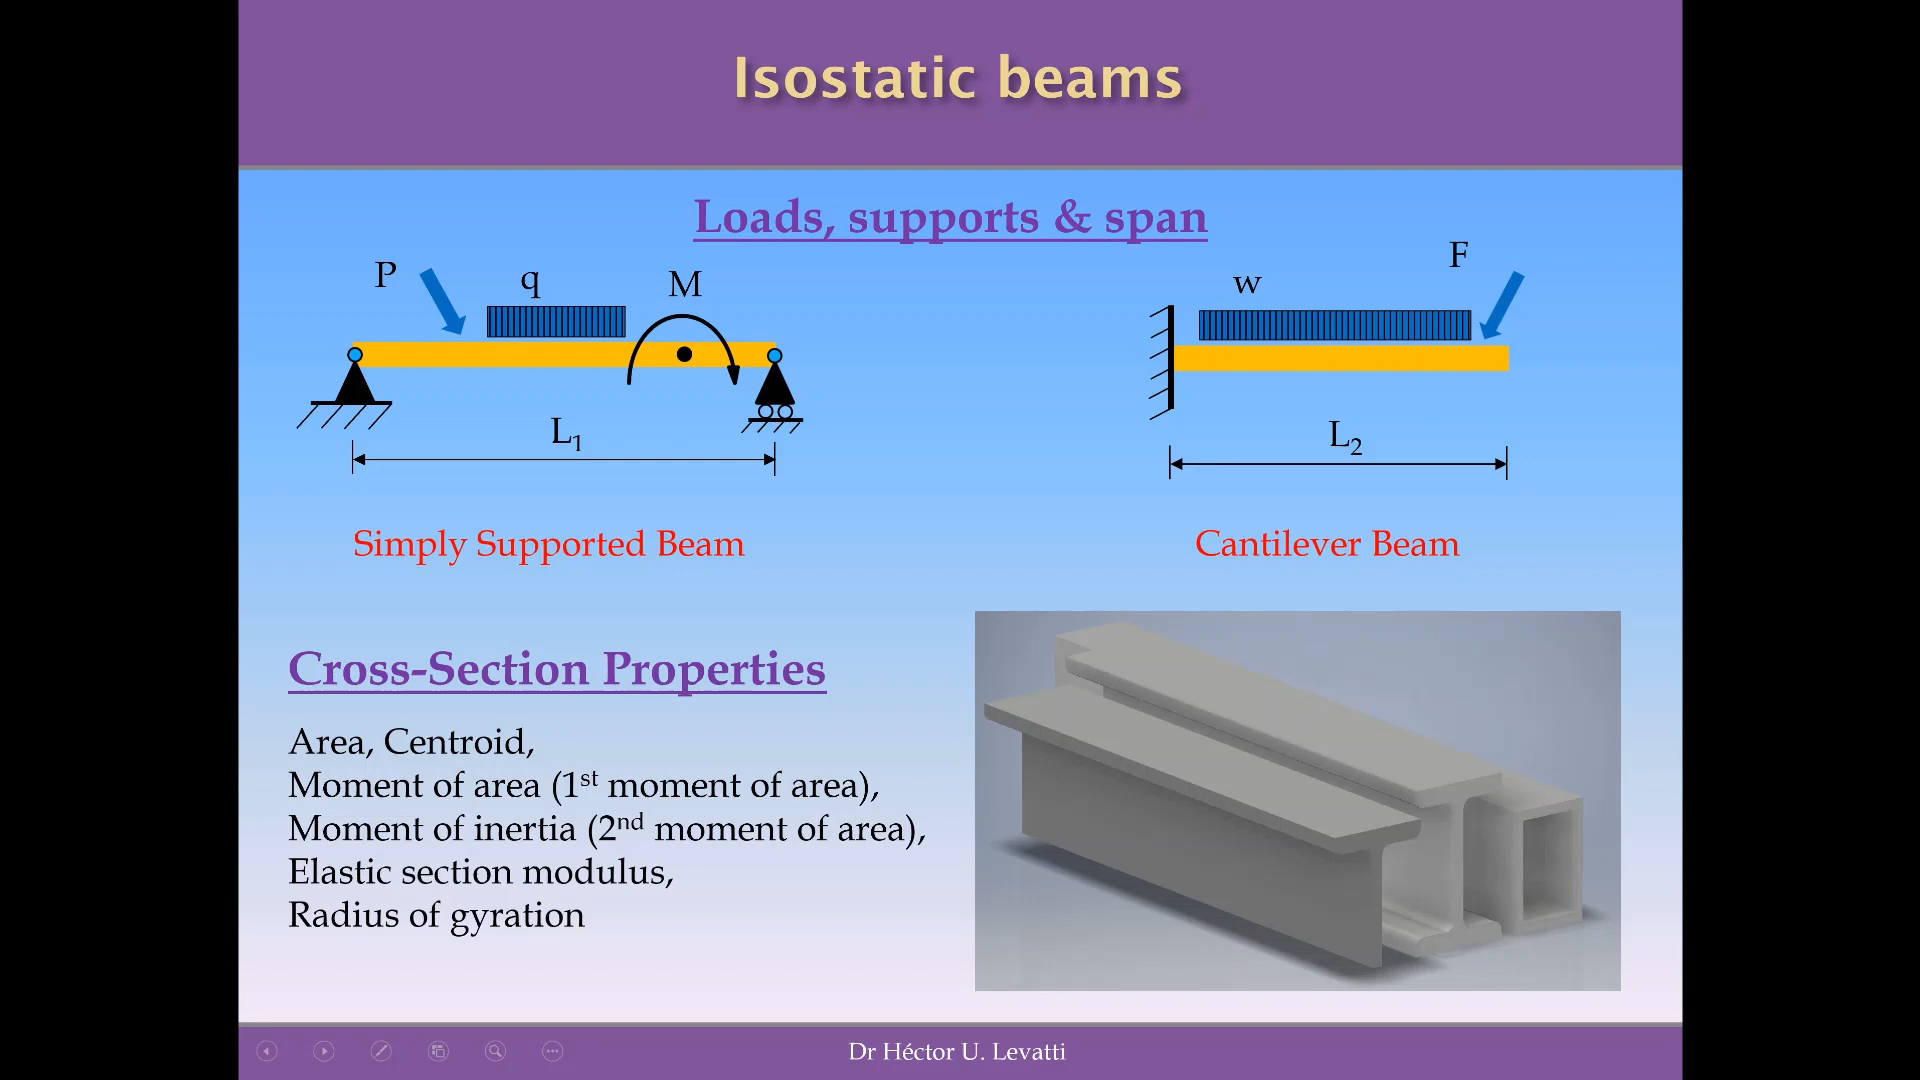 Isostatic beams
Loads, supports & span
P
q
M
w
F
L₁
L₂
Simply Supported Beam
Cantilever Beam
Cross-Section Properties
Area, Centroid,
Moment of area (1ˢᵗ moment of area),
Moment of inertia (2ⁿᵈ moment of area),
Elastic section modulus,
Radius of gyration
Dr Héctor U. Levatti